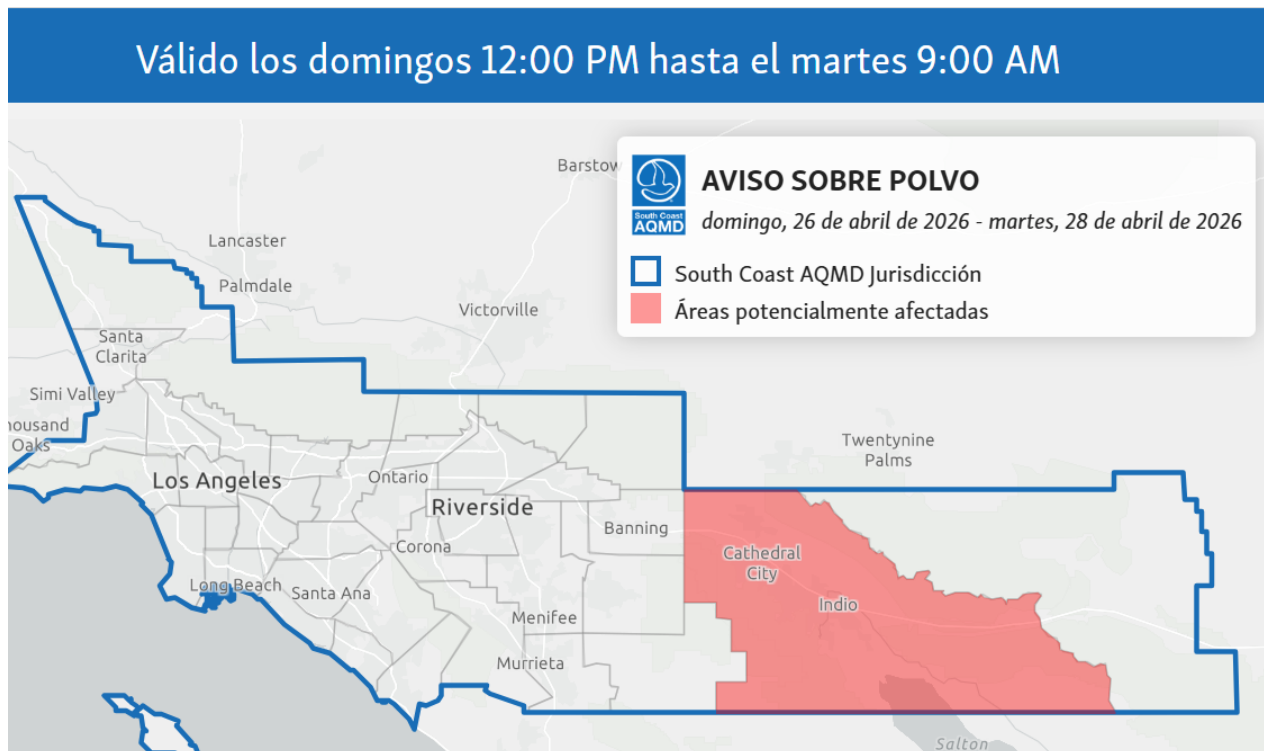 Válido los domingos 12:00 PM hasta el martes 9:00 AM
AVISO SOBRE POLVO
domingo, 26 de abril de 2026 - martes, 28 de abril de 2026
South Coast
AQMD
South Coast AQMD Jurisdicción
Áreas potencialmente afectadas
Barstow
Lancaster
Palmdale
Victorville
Santa
Clarita
Simi Valley
Oaks
Twentynine
Palms
Los Angeles
Ontario
Riverside
Banning
Corona
Cathedral
City
Long Beach
Santa Ana
Indio
Menifee
Murrieta
Salton